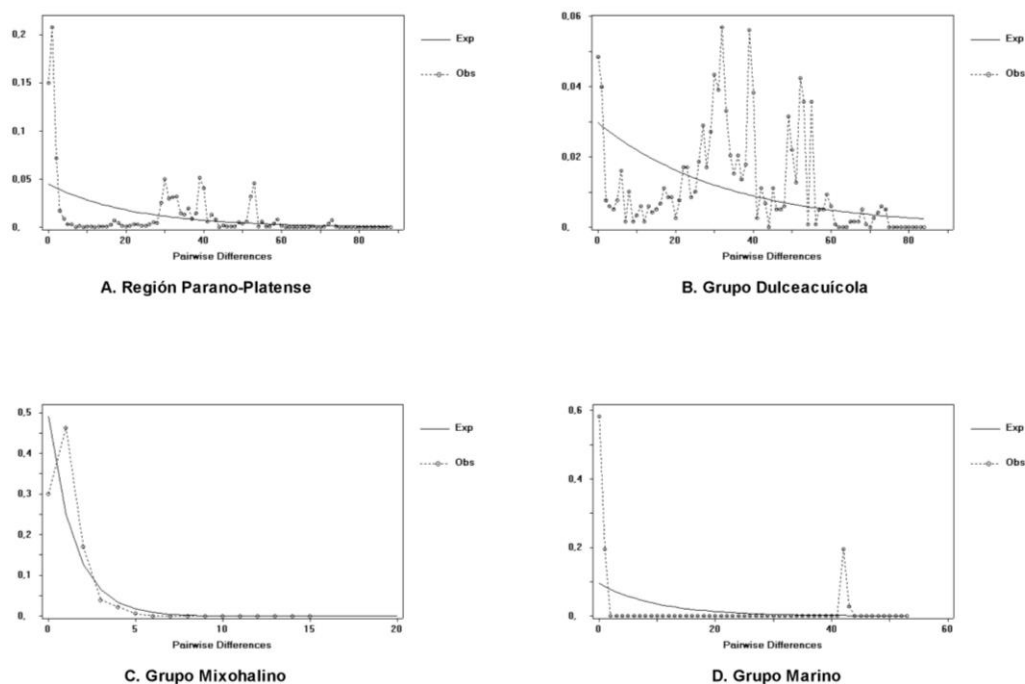 0,2
0,15
0,1
0,05
0,
0 20 40 60 80
Pairwise Differences
Exp
Obs
A. Región Parano-Platense
0,06
0,04
0,02
0,
0 20 40 60 80
Pairwise Differences
Exp
Obs
B. Grupo Dulceacuícola
0,5
0,4
0,3
0,2
0,1
0,
0 5 10 15 20
Pairwise Differences
Exp
Obs
C. Grupo Mixohalino
0,6
0,4
0,2
0,
0 20 40 60
Pairwise Differences
Exp
Obs
D. Grupo Marino